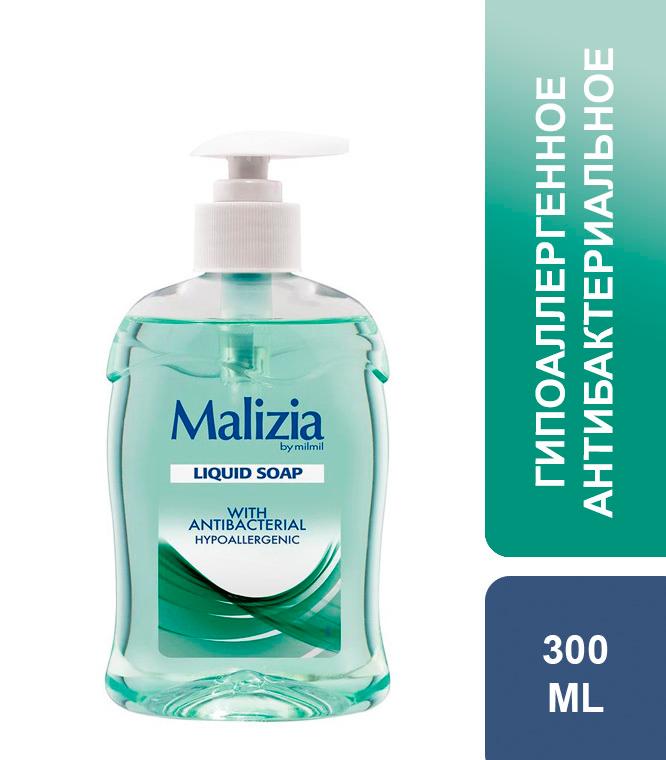 Malizia
by milmil
LIQUID SOAP
WITH
ANTIBACTERIAL
HYPOALLERGENIC
ГИПОАЛЛЕРГЕННОЕ
АНТИБАКТЕРИАЛЬНОЕ
300
ML